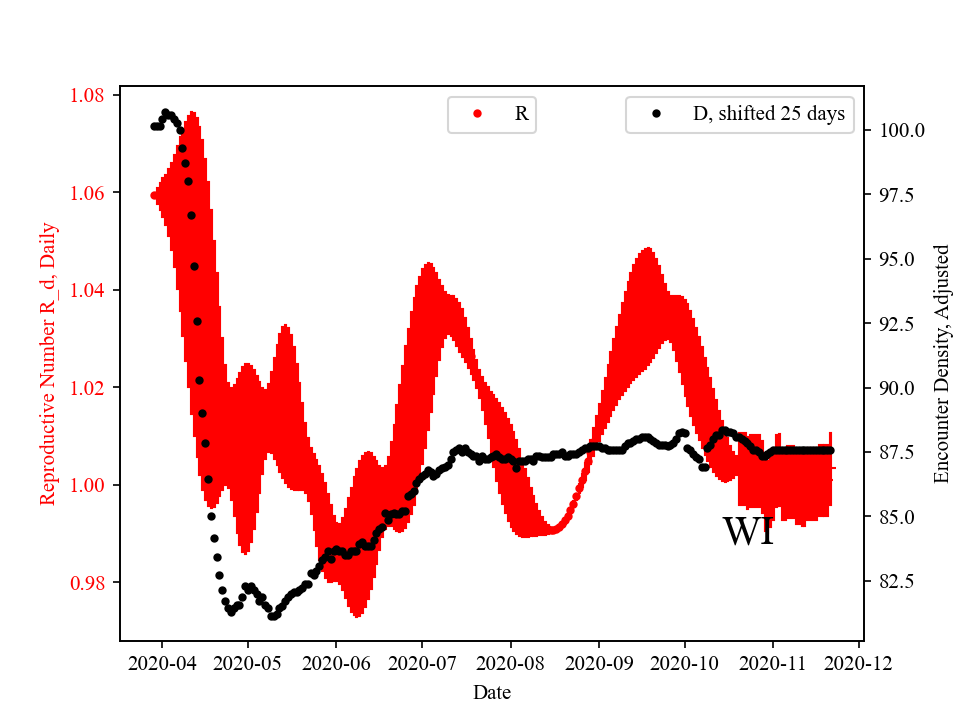 R
D, shifted 25 days
1.08
1.06
1.04
1.02
1.00
0.98
Reproductive Number R_d, Daily
100.0
97.5
95.0
92.5
90.0
87.5
85.0
82.5
Encounter Density, Adjusted
WI
2020-04 2020-05 2020-06 2020-07 2020-08 2020-09 2020-10 2020-11 2020-12
Date